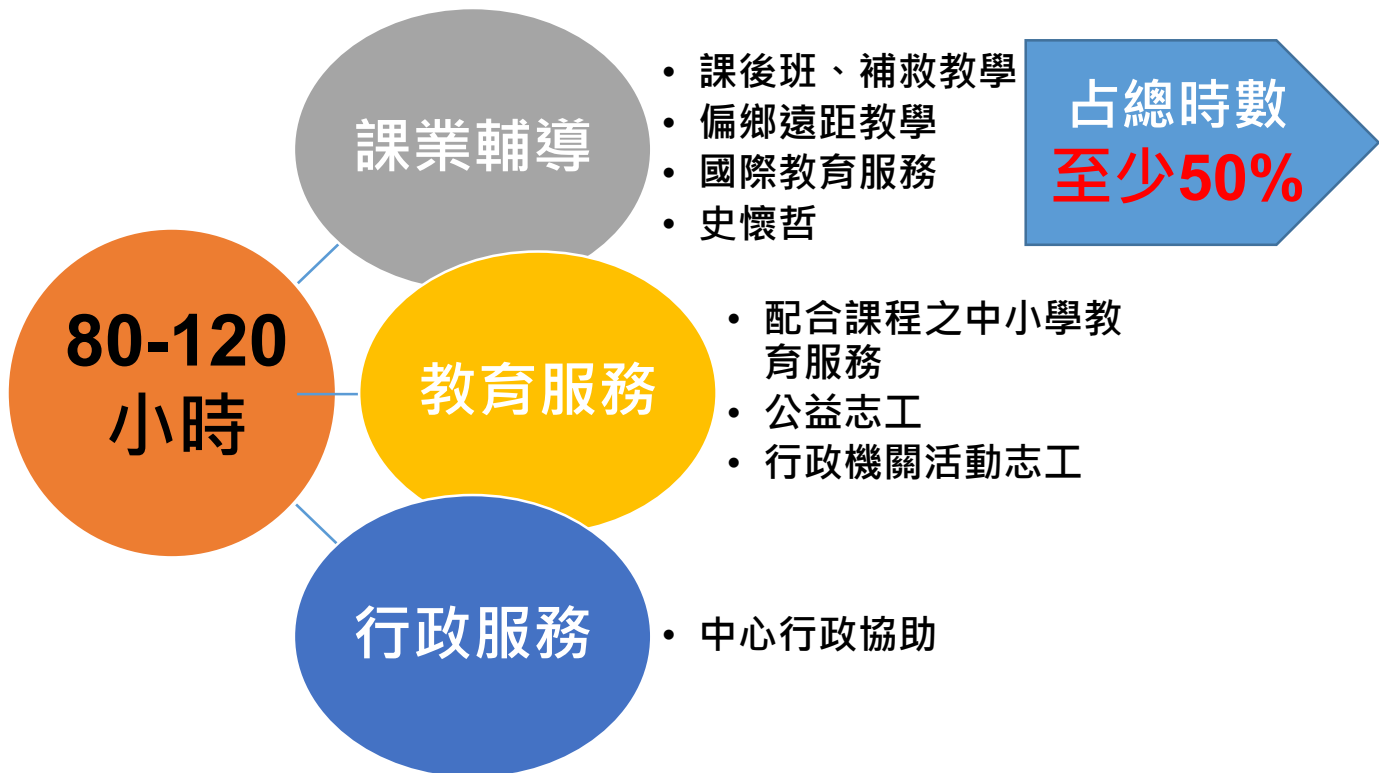 80-120
小時
課業輔導
• 課後班、補救教學
• 偏鄉遠距教學
• 國際教育服務
• 史懷哲
占總時數
至少50%
教育服務
• 配合課程之中小學教
育服務
• 公益志工
• 行政機關活動志工
行政服務
• 中心行政協助